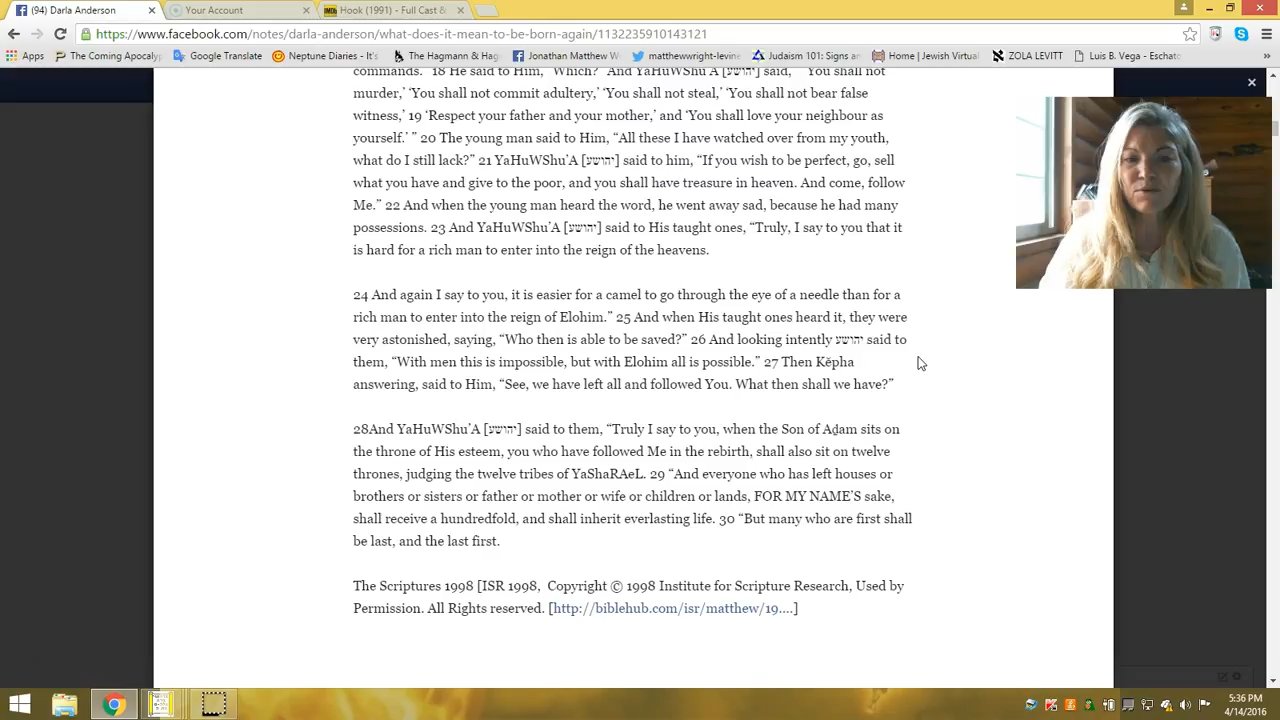 (94) Darla Anderson
Your Account
Hook (1991) - Full Cast &
https://www.facebook.com/notes/darla-anderson/what-does-it-mean-to-be-born-again/1132235910143121
Apps
The Coming Apocalyp
Google Translate
Neptune Diaries - It's
The Hagmann & Hag
Jonathan Matthew W
matthewwright-levine
Judaism 101: Signs an
Home | Jewish Virtual
ZOLA LEVITT
Luis B. Vega - Eschato
commands. 18 He said to Him, "Which?" And YaHuWShu'A [יהושע] said, " 'You shall not
murder,' 'You shall not commit adultery,' 'You shall not steal,' 'You shall not bear false
witness,' 19 'Respect your father and your mother,' and 'You shall love your neighbour as
yourself.' " 20 The young man said to Him, "All these I have watched over from my youth,
what do I still lack?" 21 YaHuWShu'A [יהושע] said to him, "If you wish to be perfect, go, sell
what you have and give to the poor, and you shall have treasure in heaven. And come, follow
Me." 22 And when the young man heard the word, he went away sad, because he had many
possessions. 23 And YaHuWShu'A [יהושע] said to His taught ones, "Truly, I say to you that it
is hard for a rich man to enter into the reign of the heavens.
24 And again I say to you, it is easier for a camel to go through the eye of a needle than for a
rich man to enter into the reign of Elohim." 25 And when His taught ones heard it, they were
very astonished, saying, "Who then is able to be saved?" 26 And looking intently יהושע said to
them, "With men this is impossible, but with Elohim all is possible." 27 Then Kĕpha
answering, said to Him, "See, we have left all and followed You. What then shall we have?"
28And YaHuWShu'A [יהושע] said to them, "Truly I say to you, when the Son of Aḏam sits on
the throne of His esteem, you who have followed Me in the rebirth, shall also sit on twelve
thrones, judging the twelve tribes of YaShaRAeL. 29 "And everyone who has left houses or
brothers or sisters or father or mother or wife or children or lands, FOR MY NAME'S sake,
shall receive a hundredfold, and shall inherit everlasting life. 30 "But many who are first shall
be last, and the last first.
The Scriptures 1998 [ISR 1998, Copyright © 1998 Institute for Scripture Research, Used by
Permission. All Rights reserved. [http://biblehub.com/isr/matthew/19....]
5:36 PM
4/14/2016